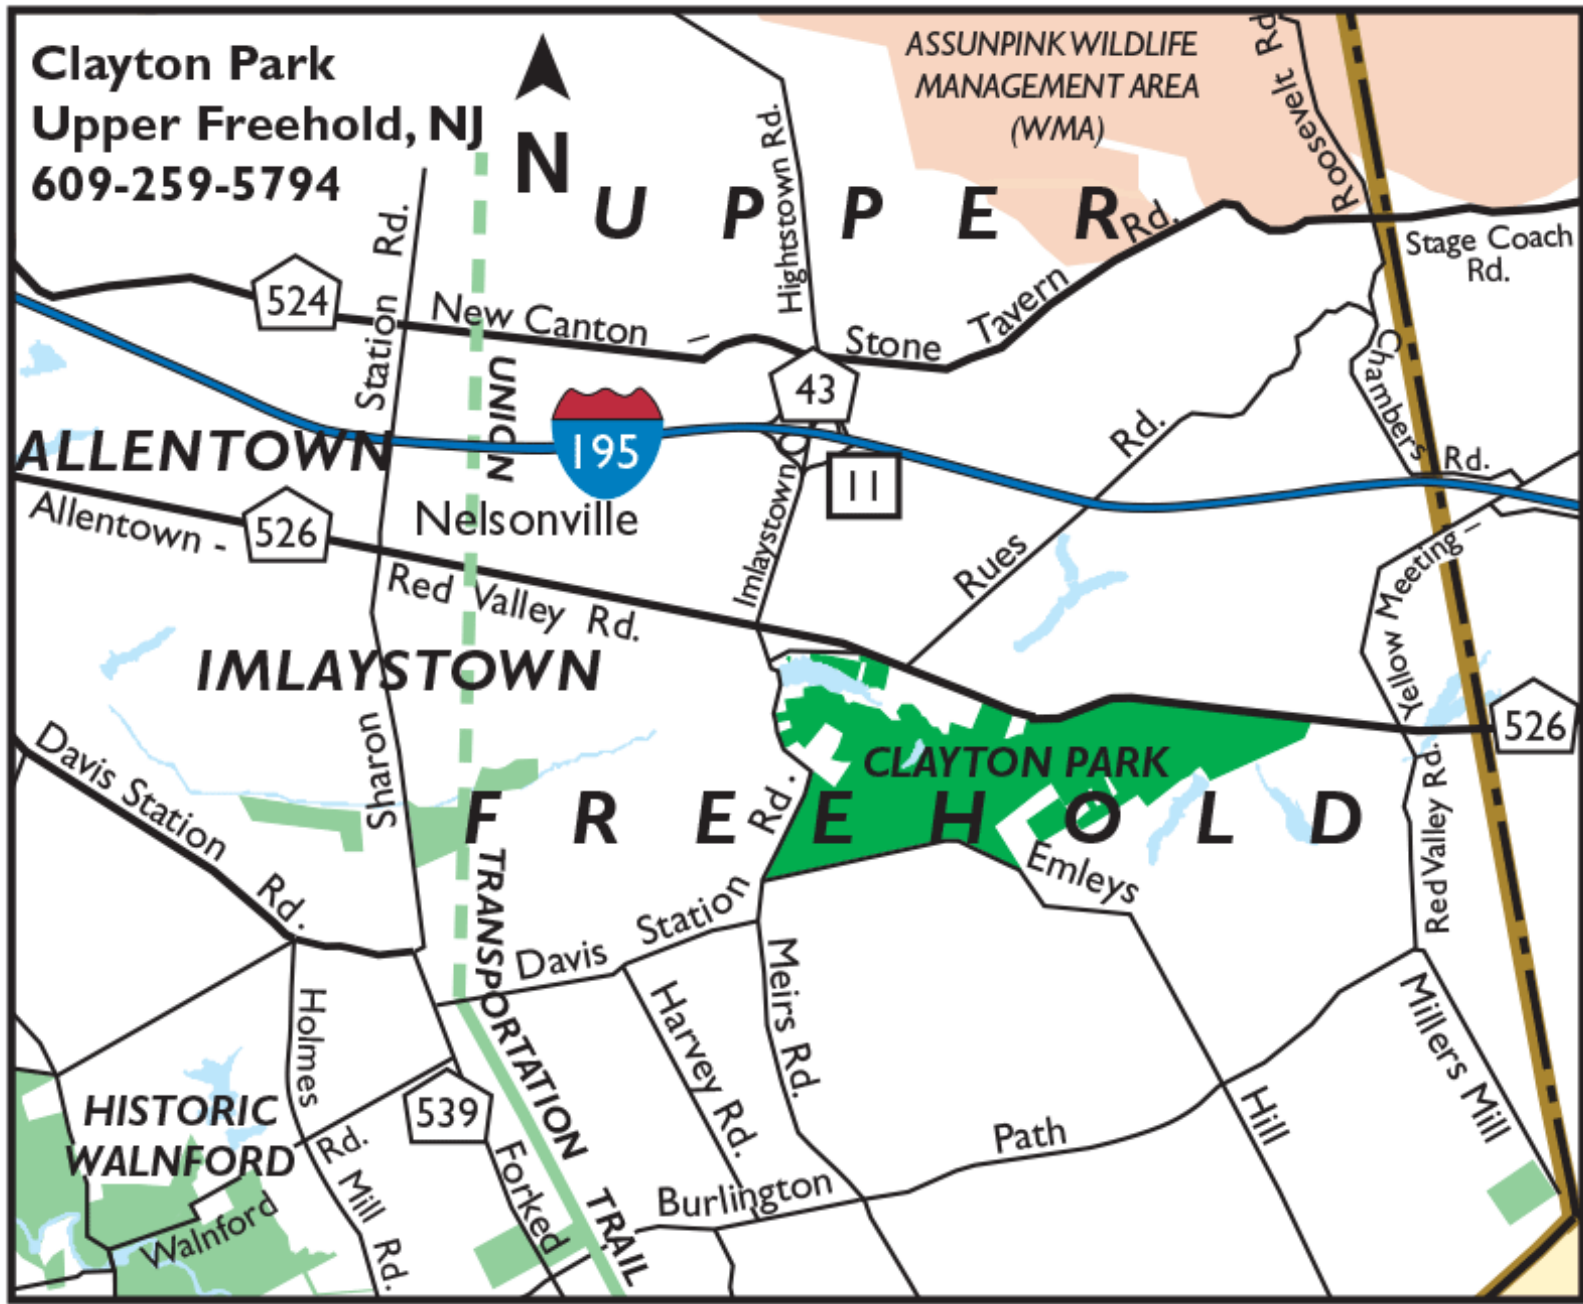 Clayton Park
Upper Freehold, NJ
609-259-5794
N
ASSUNPINK WILDLIFE
MANAGEMENT AREA
(WMA)
Roosevelt Rd
UPPER
Hightstown Rd.
Station Rd.
524
New Canton - Stone Tavern Rd.
Stage Coach
Rd.
43
195
11
ALLENTOWN
Allentown - Red Valley Rd.
526
Nelsonville
UNION
TRANSPORTATION TRAIL
Imlaystown Rd.
Rues Rd.
Chambers Rd.
Yellow Meeting -
Red Valley Rd.
526
IMLAYSTOWN
Sharon
CLAYTON PARK
FREEHOLD
Davis Station Rd.
Emleys Hill
Davis Station
Holmes
Rd.
Mill Rd.
Harvey Rd.
Meirs Rd.
Millers Mill
HISTORIC
WALNFORD
Walnford
539
Forked
Burlington Path